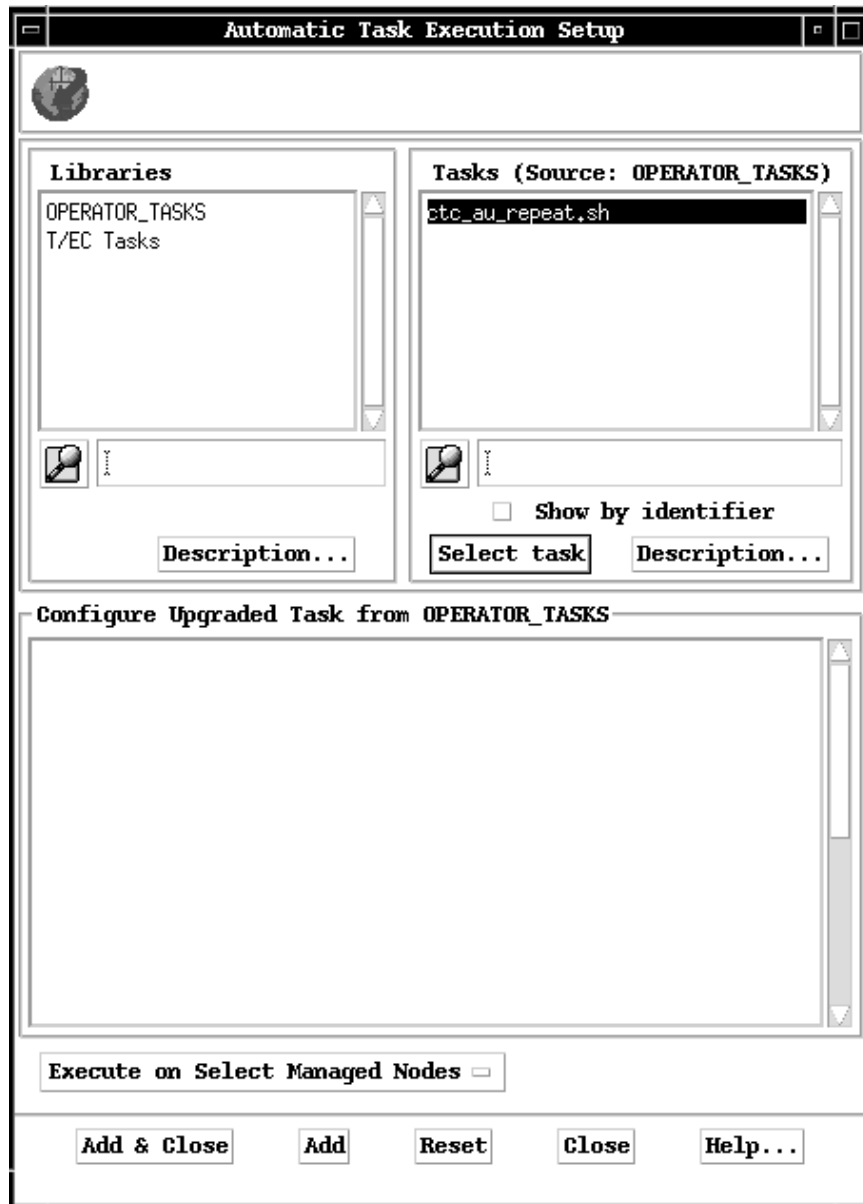 Automatic Task Execution Setup
Libraries
OPERATOR_TASKS
T/EC Tasks
Description...
Tasks (Source: OPERATOR_TASKS)
ctc_au_repeat.sh
Show by identifier
Select task
Description...
Configure Upgraded Task from OPERATOR_TASKS
Execute on Select Managed Nodes
Add & Close
Add
Reset
Close
Help...